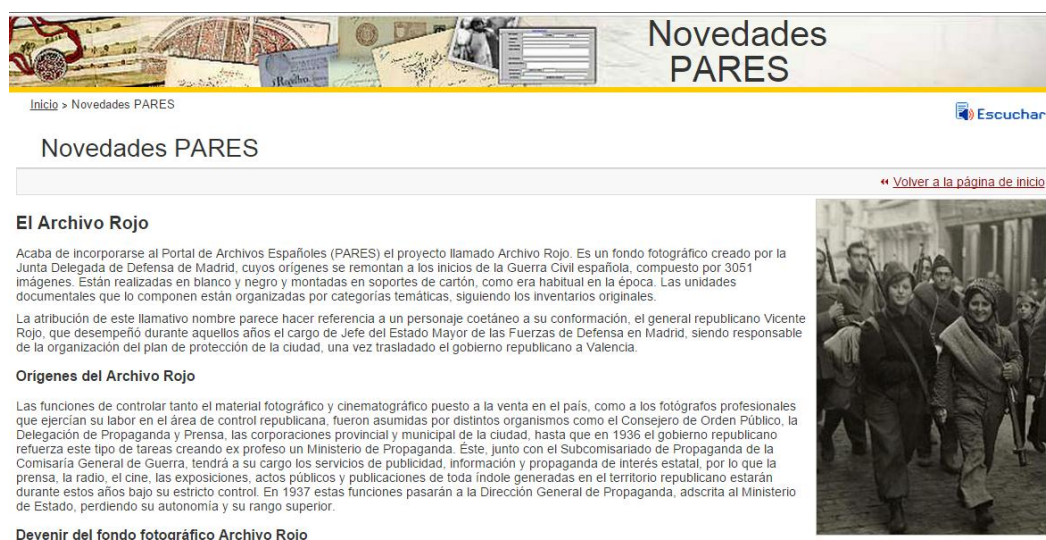 Novedades
PARES
Inicio > Novedades PARES
Escuchar
Novedades PARES
Volver a la página de inicio
El Archivo Rojo
Acaba de incorporarse al Portal de Archivos Españoles (PARES) el proyecto llamado Archivo Rojo. Es un fondo fotográfico creado por la
Junta Delegada de Defensa de Madrid, cuyos orígenes se remontan a los inicios de la Guerra Civil española, compuesto por 3051
imágenes. Están realizadas en blanco y negro y montadas en soportes de cartón, como era habitual en la época. Las unidades
documentales que lo componen están organizadas por categorías temáticas, siguiendo los inventarios originales.
La atribución de este llamativo nombre parece hacer referencia a un personaje coetáneo a su conformación, el general republicano Vicente
Rojo, que desempeñó durante aquellos años el cargo de Jefe del Estado Mayor de las Fuerzas de Defensa en Madrid, siendo responsable
de la organización del plan de protección de la ciudad, una vez trasladado el gobierno republicano a Valencia.
Orígenes del Archivo Rojo
Las funciones de controlar tanto el material fotográfico y cinematográfico puesto a la venta en el país, como a los fotógrafos profesionales
que ejercían su labor en el área de control republicana, fueron asumidas por distintos organismos como el Consejero de Orden Público, la
Delegación de Propaganda y Prensa, las corporaciones provincial y municipal de la ciudad, hasta que en 1936 el gobierno republicano
refuerza este tipo de tareas creando ex profeso un Ministerio de Propaganda. Éste, junto con el Subcomisariado de Propaganda de la
Comisaría General de Guerra, tendrá a su cargo los servicios de publicidad, información y propaganda de interés estatal, por lo que la
prensa, la radio, el cine, las exposiciones, actos públicos y publicaciones de toda índole generadas en el territorio republicano estarán
durante estos años bajo su estricto control. En 1937 estas funciones pasarán a la Dirección General de Propaganda, adscrita al Ministerio
de Estado, perdiendo su autonomía y su rango superior.
Devenir del fondo fotográfico Archivo Rojo